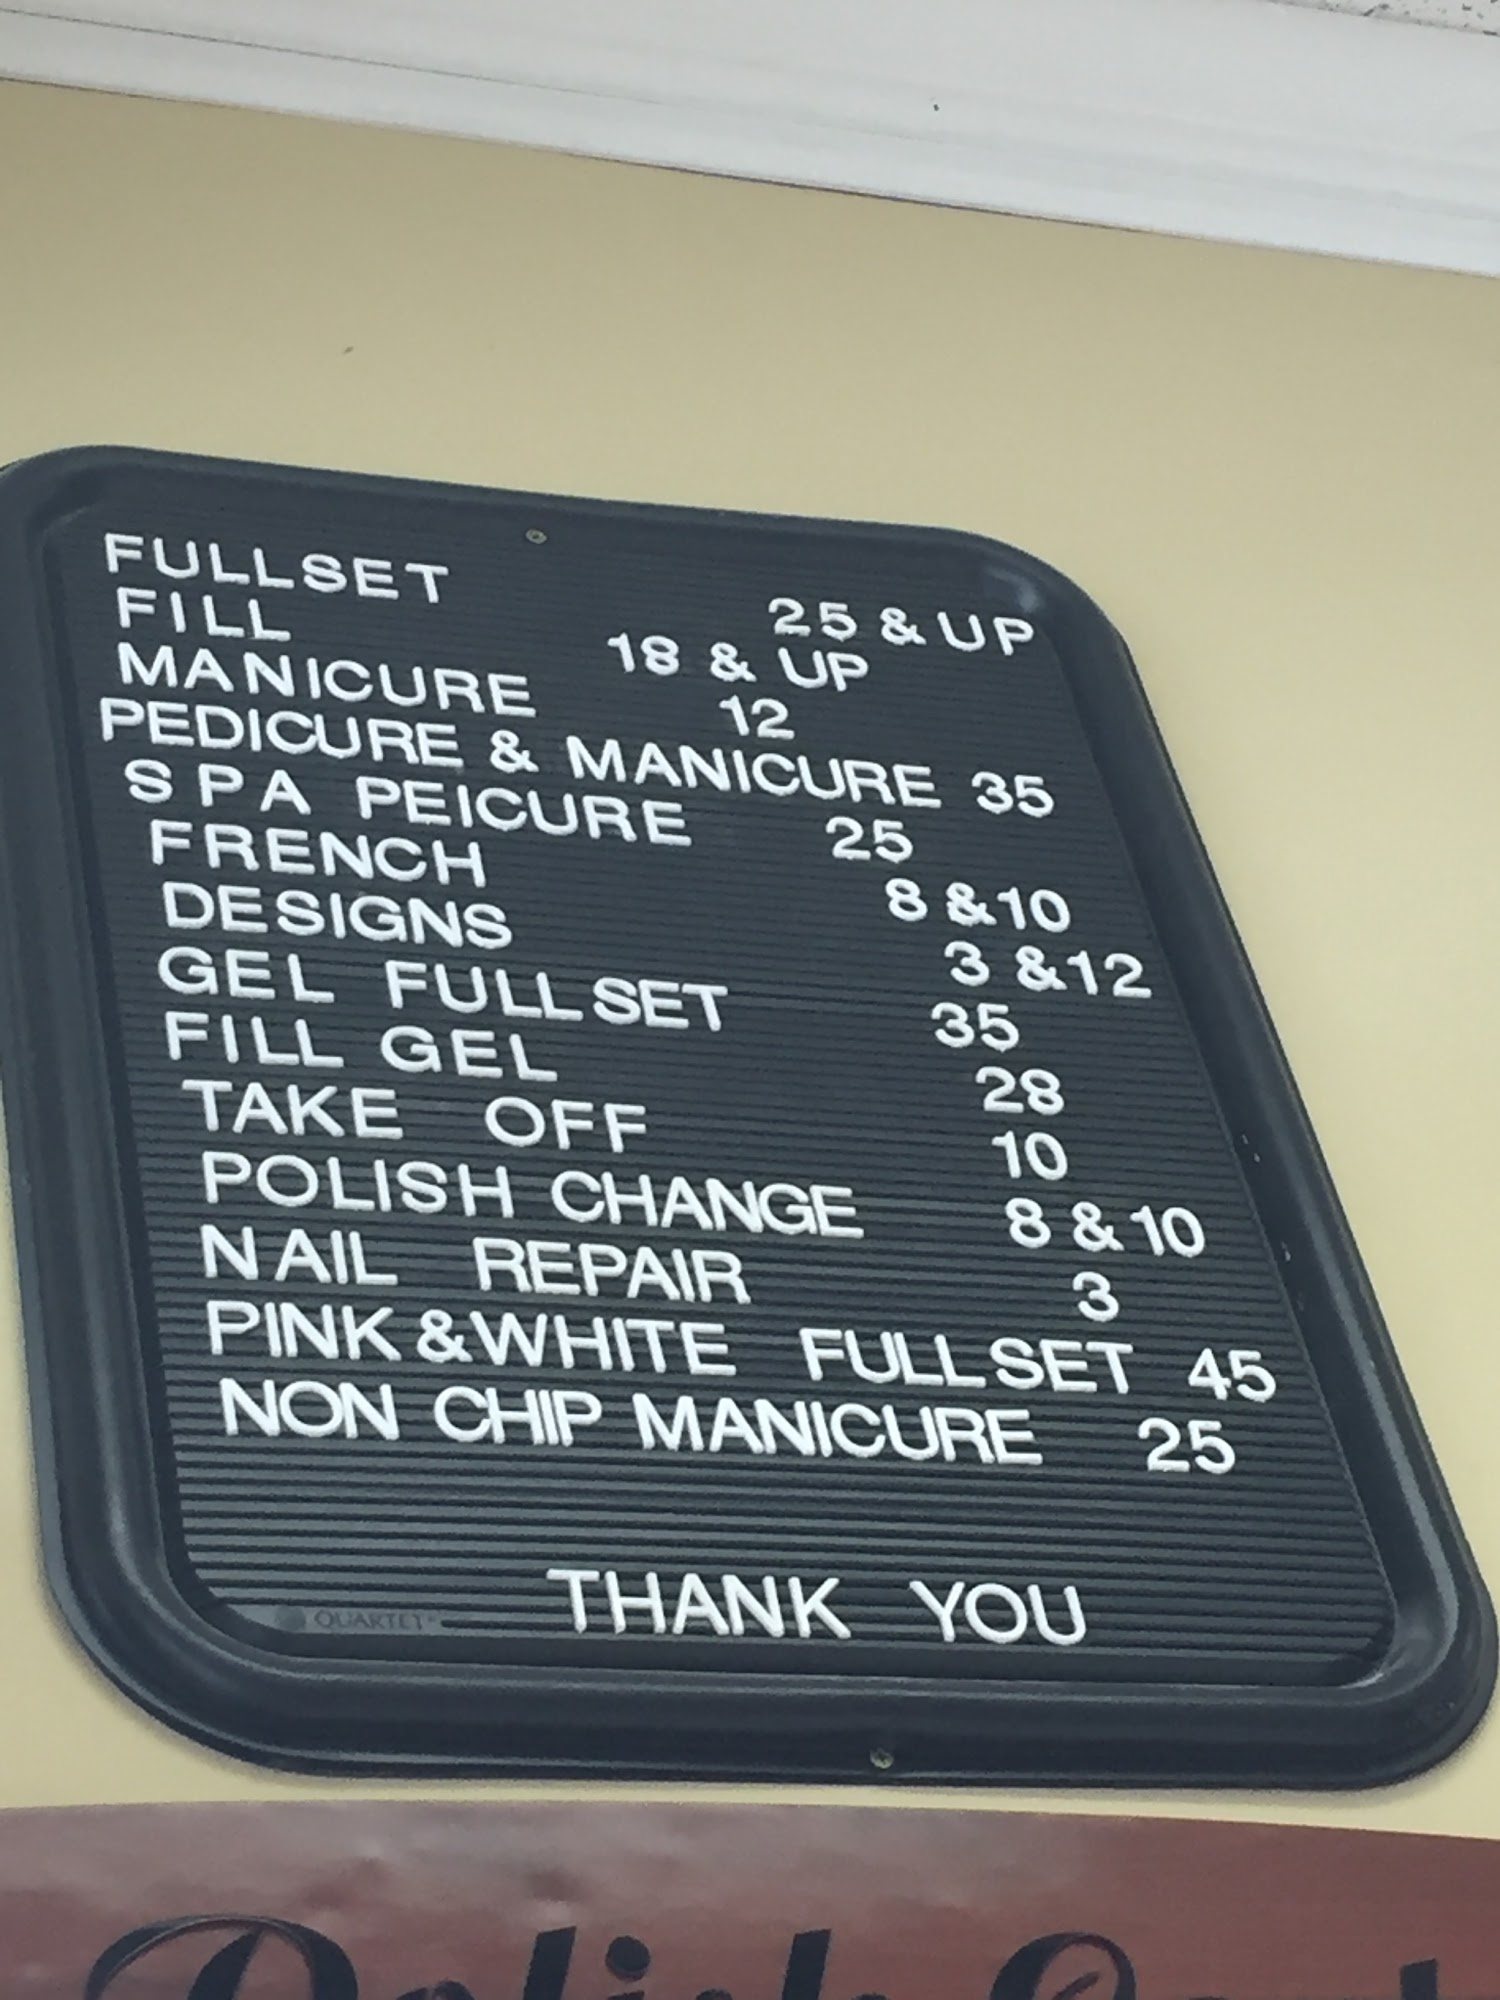 FULLSET 25 & UP
FILL 18 & UP
MANICURE 12
PEDICURE & MANICURE 35
SPA PEICURE 25
FRENCH 8 &10
DESIGNS 3 &12
GEL FULLSET 35
FILL GEL 28
TAKE OFF 10
POLISH CHANGE 8 &10
NAIL REPAIR 3
PINK&WHITE FULLSET 45
NON CHIP MANICURE 25
THANK YOU
QUARTET
Polish